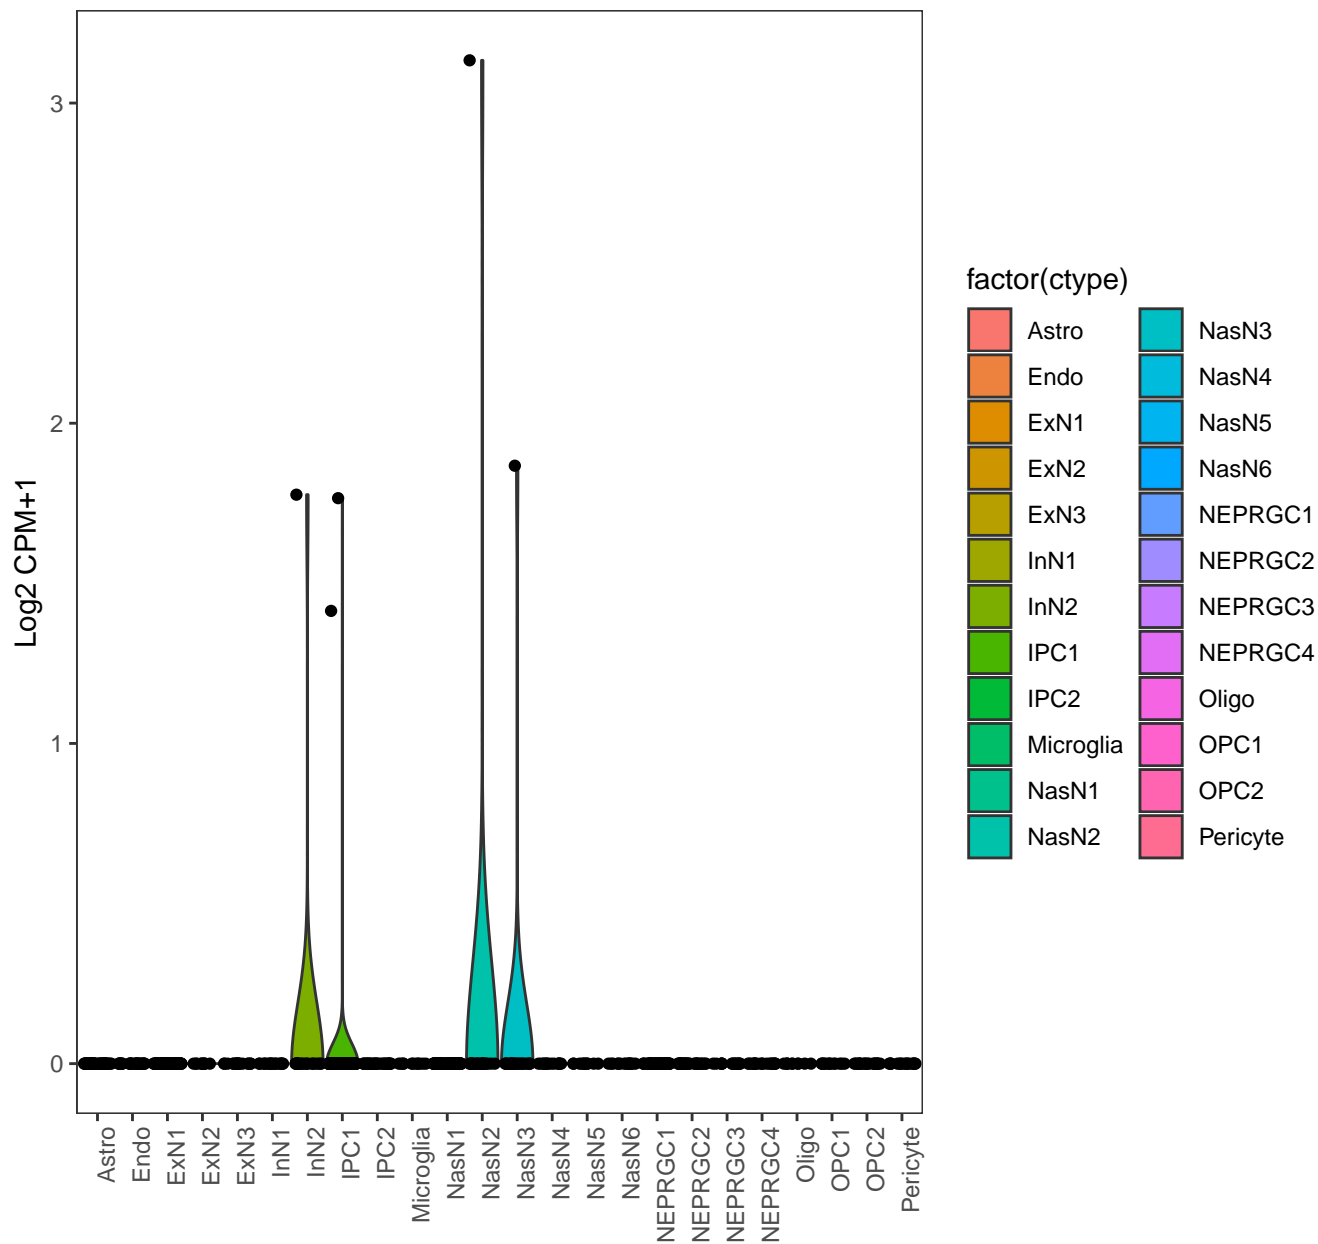 Log2 CPM+1
3
2
1
0
Astro
Endo
ExN1
ExN2
ExN3
InN1
InN2
IPC1
IPC2
Microglia
NasN1
NasN2
NasN3
NasN4
NasN5
NasN6
NEPRGC1
NEPRGC2
NEPRGC3
NEPRGC4
Oligo
OPC1
OPC2
Pericyte
factor(ctype)
Astro
Endo
ExN1
ExN2
ExN3
InN1
InN2
IPC1
IPC2
Microglia
NasN1
NasN2
NasN3
NasN4
NasN5
NasN6
NEPRGC1
NEPRGC2
NEPRGC3
NEPRGC4
Oligo
OPC1
OPC2
Pericyte